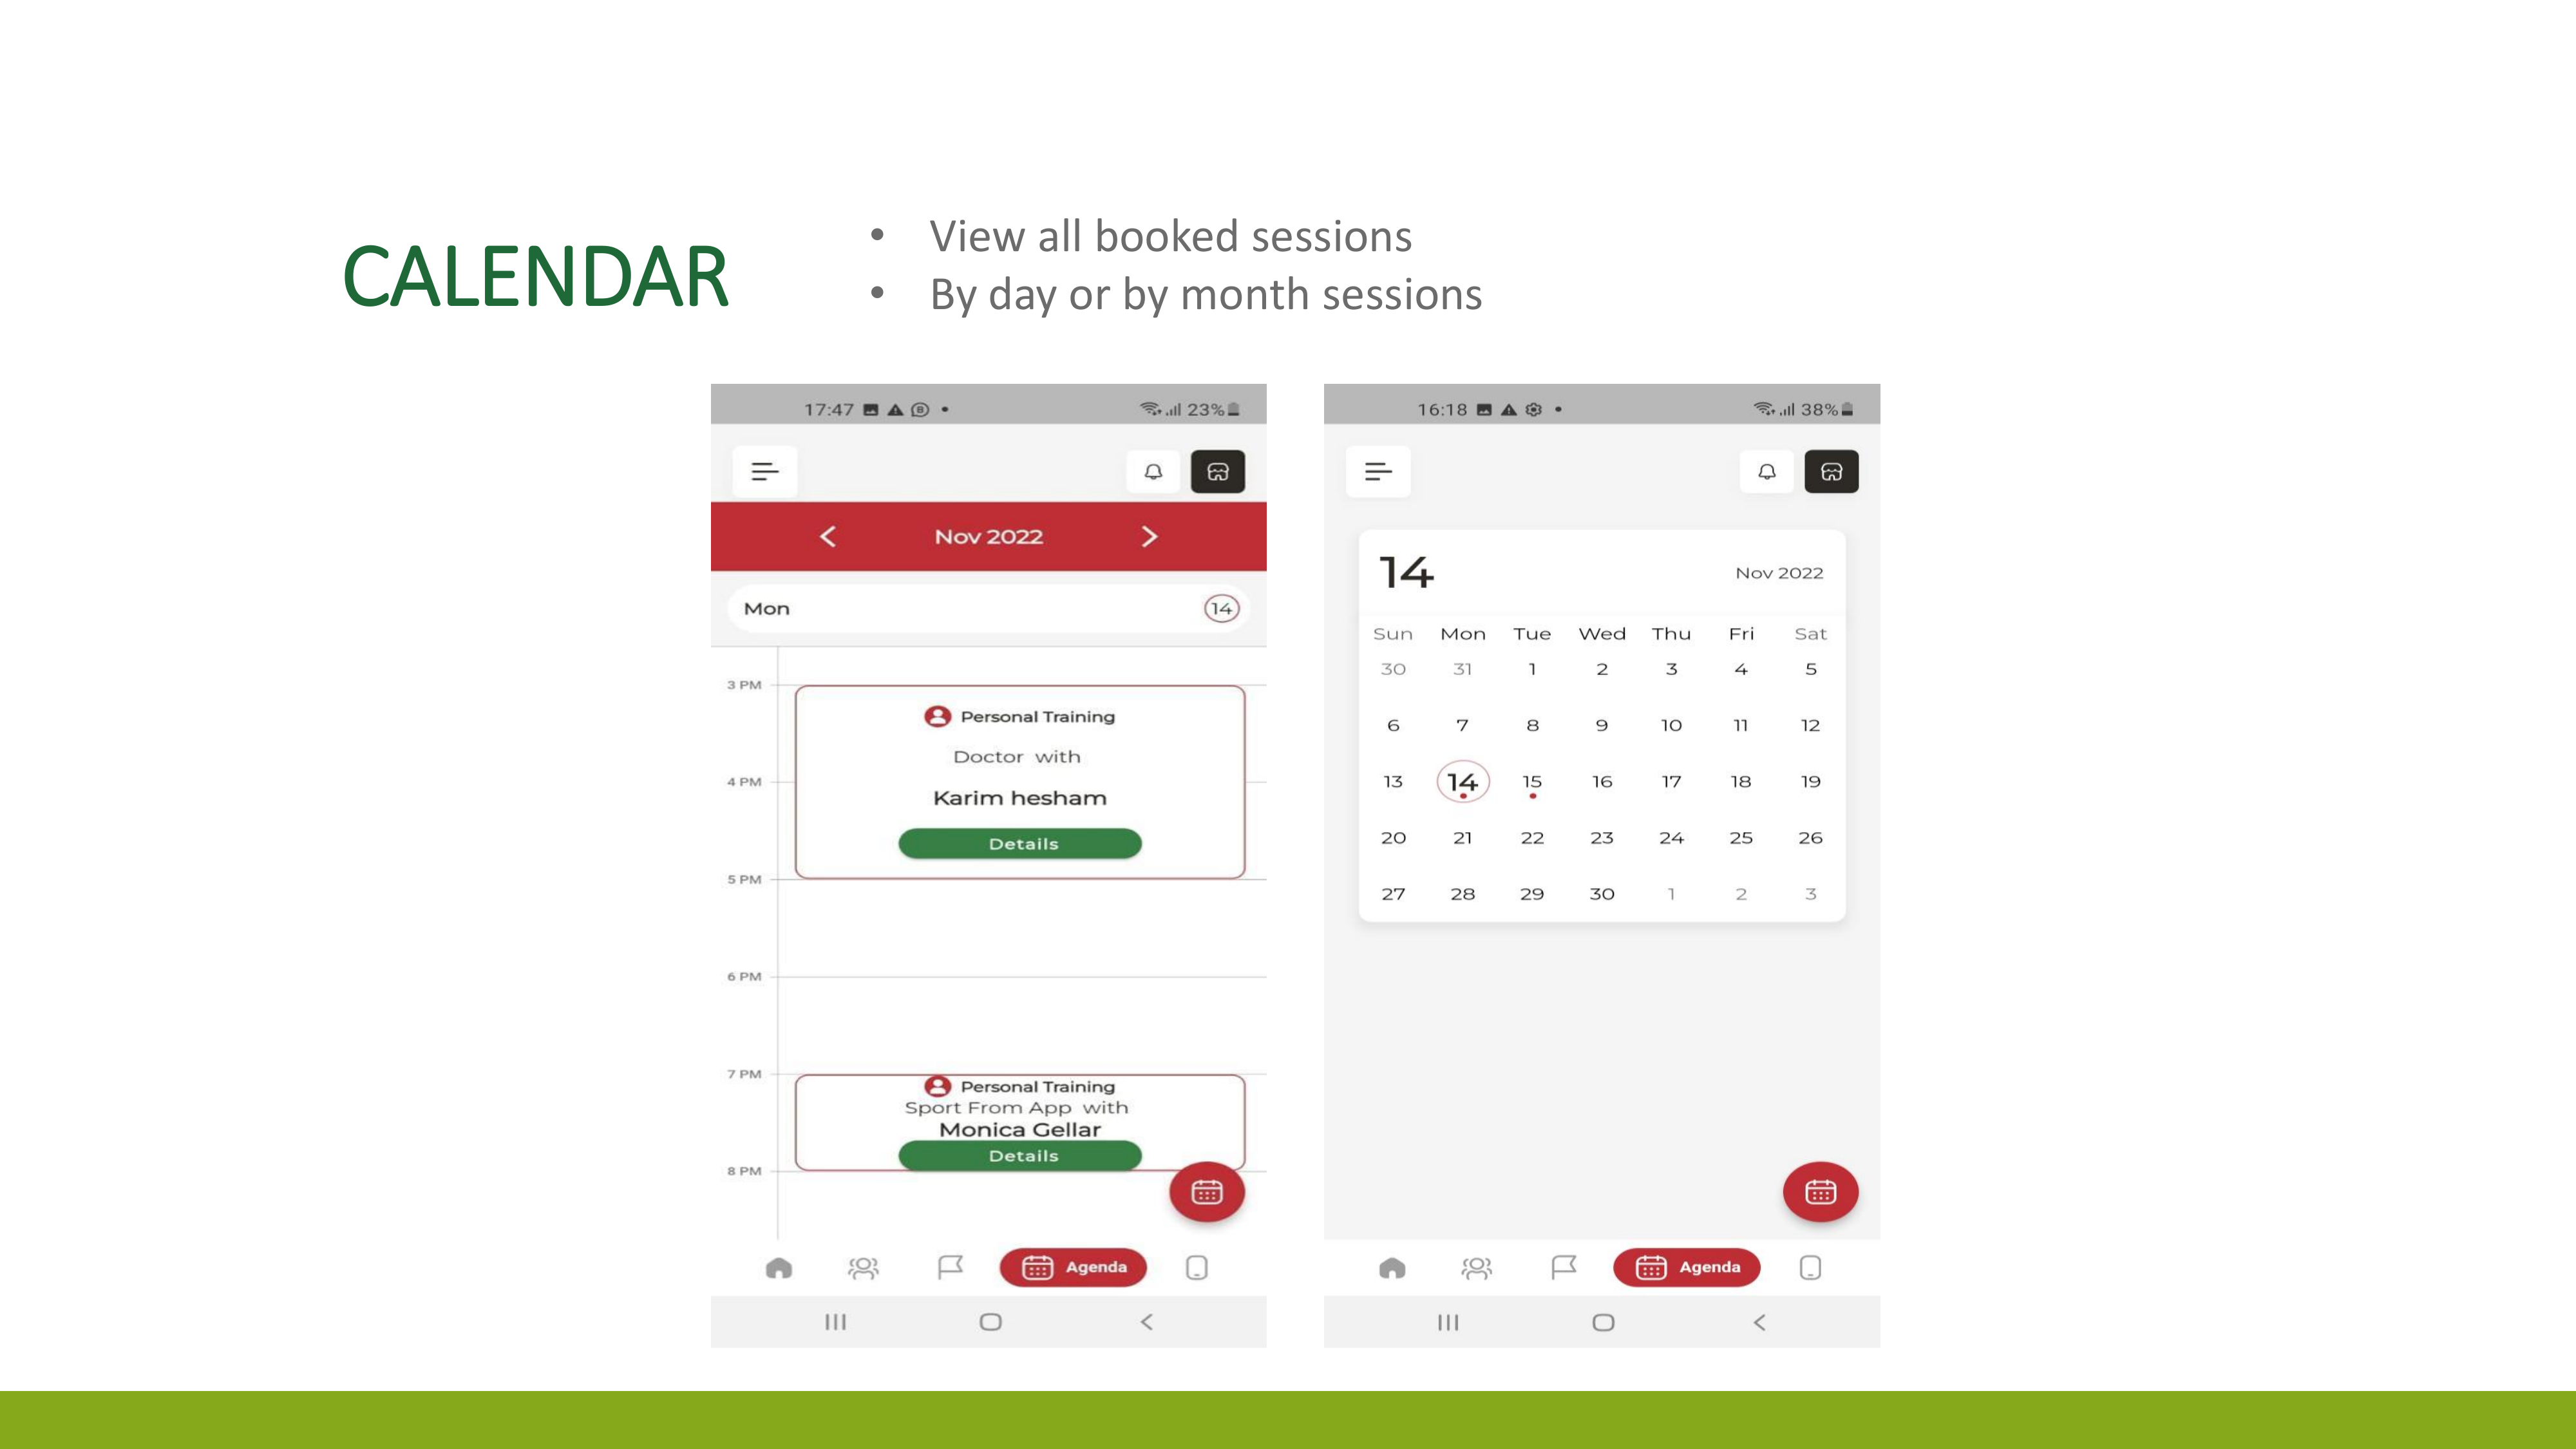 CALENDAR
• View all booked sessions
• By day or by month sessions
17:47
23%
Nov 2022
Mon
14
3 PM
Personal Training
Doctor with
4 PM
Karim hesham
Details
5 PM
6 PM
7 PM
Personal Training
Sport From App with
Monica Gellar
Details
8 PM
Agenda
16:18
38%
14
Nov 2022
Sun Mon Tue Wed Thu Fri Sat
30 31 1 2 3 4 5
6 7 8 9 10 11 12
13 14 15 16 17 18 19
20 21 22 23 24 25 26
27 28 29 30 1 2 3
Agenda